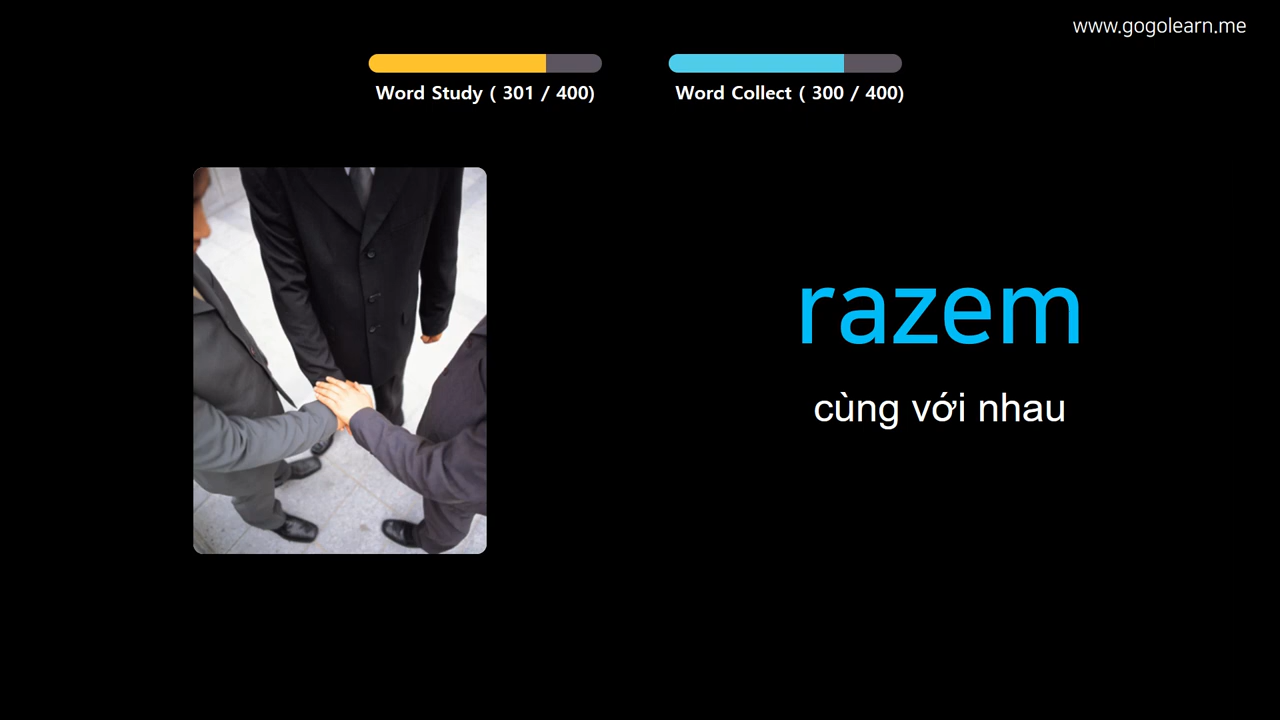 www.gogolearn.me
Word Study ( 301 / 400)
Word Collect ( 300 / 400)
razem
cùng với nhau